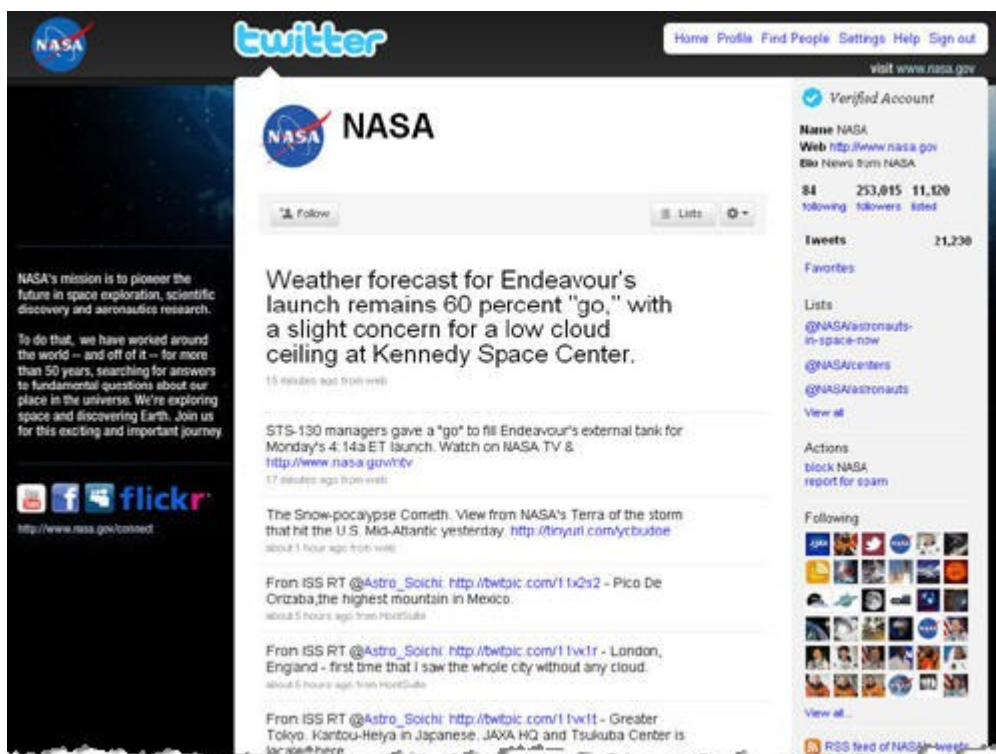 NASA
twitter
Home Profile Find People Settings Help Sign out
visit www.nasa.gov
NASA
NASA
Follow
Lists
Weather forecast for Endeavour's
launch remains 60 percent "go," with
a slight concern for a low cloud
ceiling at Kennedy Space Center.
15 minutes ago from web
STS-130 managers gave a "go" to fill Endeavour's external tank for
Monday's 4:14a ET launch. Watch on NASA TV &
http://www.nasa.gov/ntv
17 minutes ago from web
The Snow-pocalypse Cometh. View from NASA's Terra of the storm
that hit the U.S. Mid-Atlantic yesterday. http://tinyurl.com/ycbudoe
about 1 hour ago from web
From ISS RT @Astro_Soichi: http://twitpic.com/11x2s2 - Pico De
Orizaba,the highest mountain in Mexico.
about 5 hours ago from HootSuite
From ISS RT @Astro_Soichi: http://twitpic.com/11vx1r - London,
England - first time that I saw the whole city without any cloud.
about 5 hours ago from HootSuite
From ISS RT @Astro_Soichi: http://twitpic.com/11vx1t - Greater
Tokyo. Kantou-Heiya in Japanese. JAXA HQ and Tsukuba Center is
NASA's mission is to pioneer the
future in space exploration, scientific
discovery and aeronautics research.
To do that, we have worked around
the world -- and off of it -- for more
than 50 years, searching for answers
to fundamental questions about our
place in the universe. We're exploring
space and discovering Earth. Join us
for this exciting and important journey.
flickr
http://www.nasa.gov/connect
Verified Account
Name NASA
Web http://www.nasa.gov
Bio News from NASA
84 253,015 11,120
following followers listed
Tweets 21,230
Favorites
Lists
@NASA/astronauts-
in-space-now
@NASA/centers
@NASA/astronauts
View all
Actions
block NASA
report for spam
Following
View all...
RSS feed of NASA's tweets